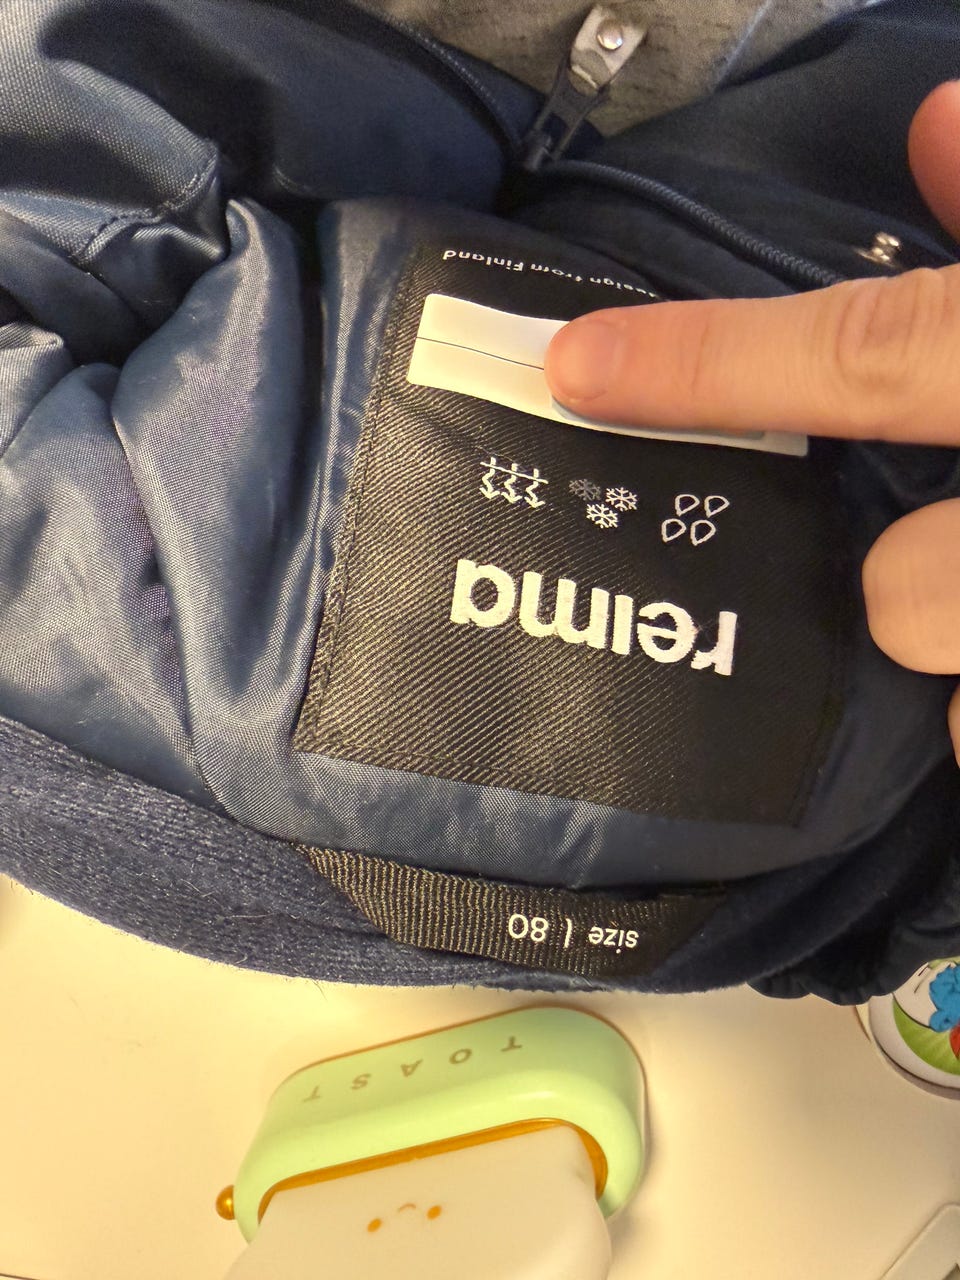 TOAST
size | 80
reima
Design from Finland